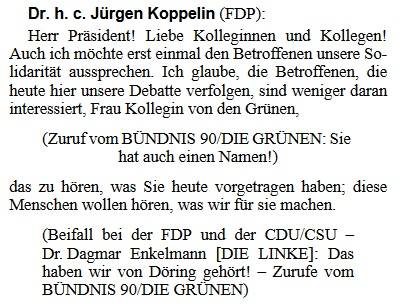 Dr. h. c. Jürgen Koppelin (FDP):
Herr Präsident! Liebe Kolleginnen und Kollegen!
Auch ich möchte erst einmal den Betroffenen unsere So-
lidarität aussprechen. Ich glaube, die Betroffenen, die
heute hier unsere Debatte verfolgen, sind weniger daran
interessiert, Frau Kollegin von den Grünen,
(Zuruf vom BÜNDNIS 90/DIE GRÜNEN: Sie
hat auch einen Namen!)
das zu hören, was Sie heute vorgetragen haben; diese
Menschen wollen hören, was wir für sie machen.
(Beifall bei der FDP und der CDU/CSU –
Dr. Dagmar Enkelmann [DIE LINKE]: Das
haben wir von Döring gehört! – Zurufe vom
BÜNDNIS 90/DIE GRÜNEN)